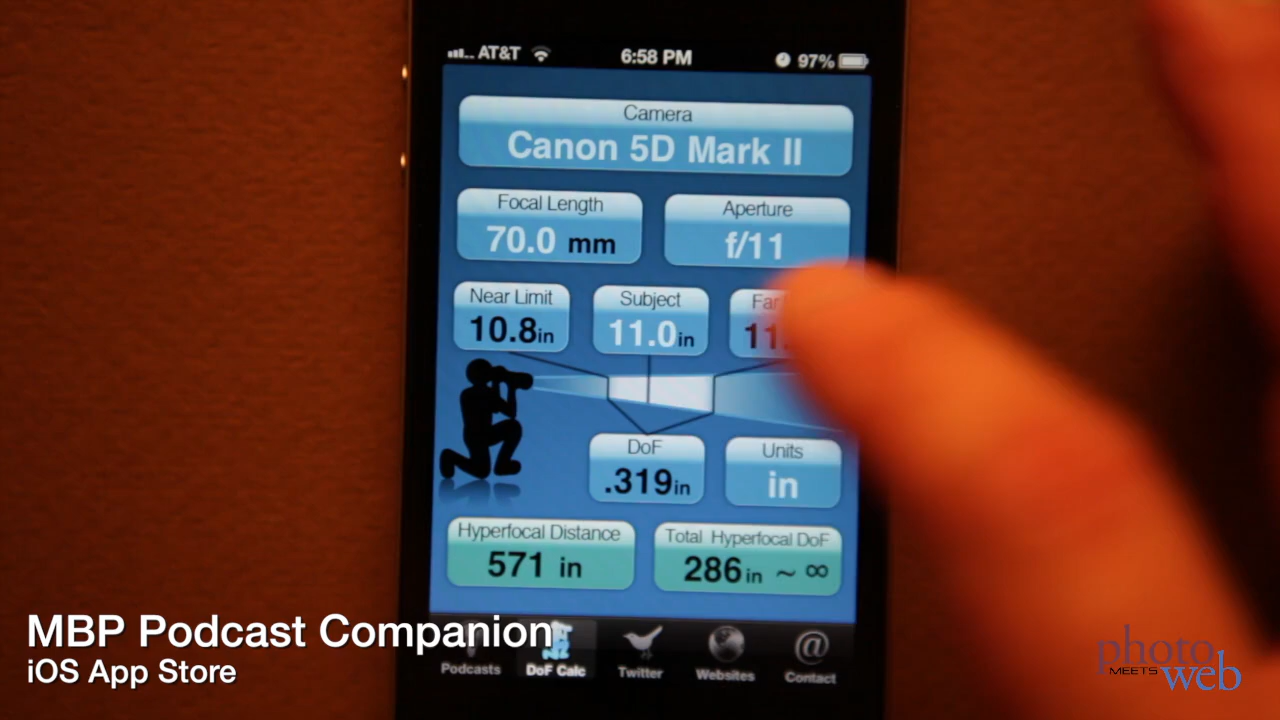 AT&T 6:58 PM 97%
Camera
Canon 5D Mark II
Focal Length Aperture
70.0 mm f/11
Near Limit Subject
10.8in 11.0in
DoF Units
.319in in
Hyperfocal Distance Total Hyperfocal DoF
571 in 286in ~ ∞
Podcasts DoF Calc Twitter Websites Contact
MBP Podcast Companion
iOS App Store
photo
MEETS web